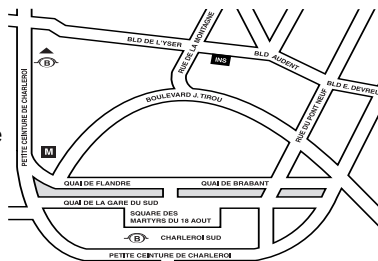 BLD DE L'YSER
RUE DE LA MONTAGNE
INS
BLD AUDENT
BLD E. DEVREU
B
BOULEVARD J. TIROU
RUE DU PONT NEUF
PETITE CEINTURE DE CHARLEROI
e
M
QUAI DE FLANDRE
QUAI DE BRABANT
QUAI DE LA GARE DU SUD
SQUARE DES
MARTYRS DU 18 AOUT
B
CHARLEROI SUD
PETITE CEINTURE DE CHARLEROI